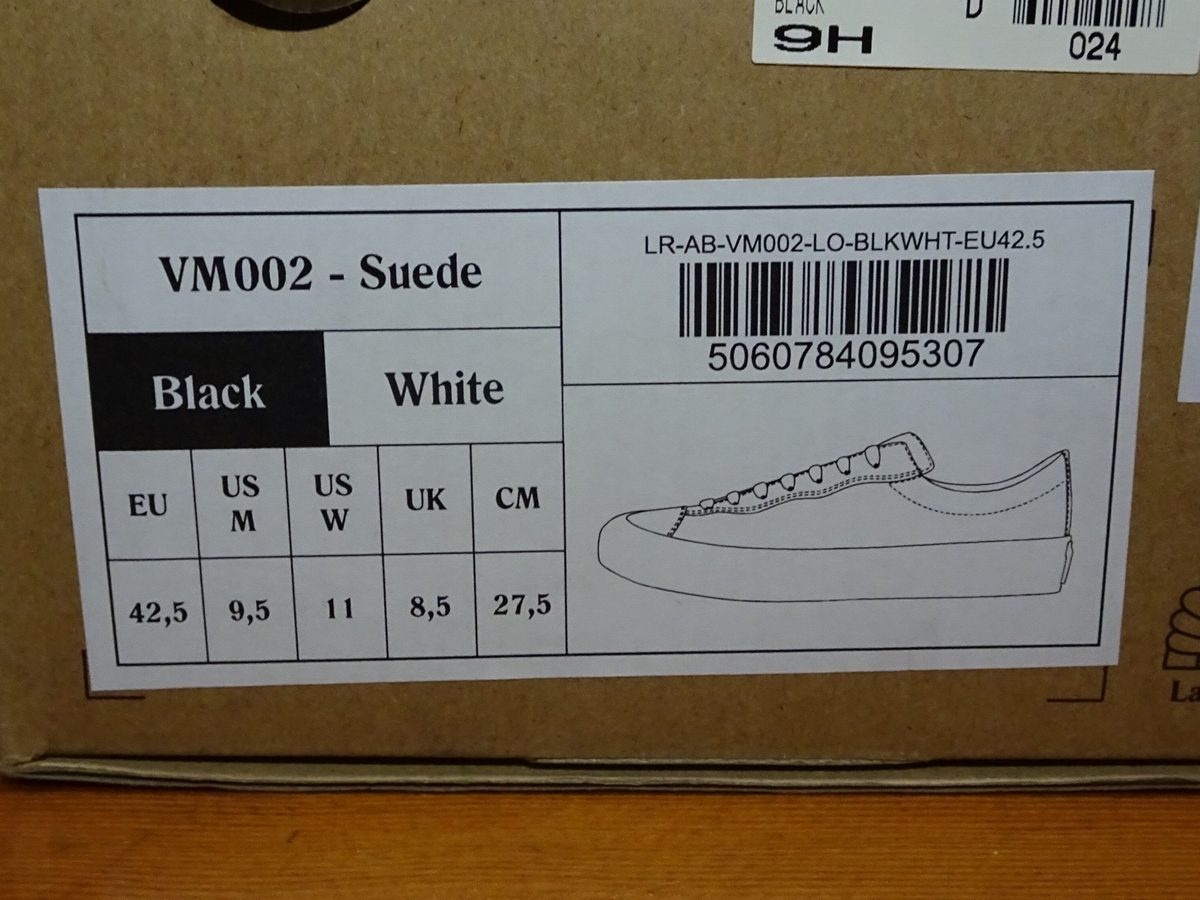 BLACK
D
9H
024
VM002 - Suede
LR-AB-VM002-LO-BLKWHT-EU42.5
5060784095307
Black
White
EU
US M
US W
UK
CM
42,5
9,5
11
8,5
27,5
La